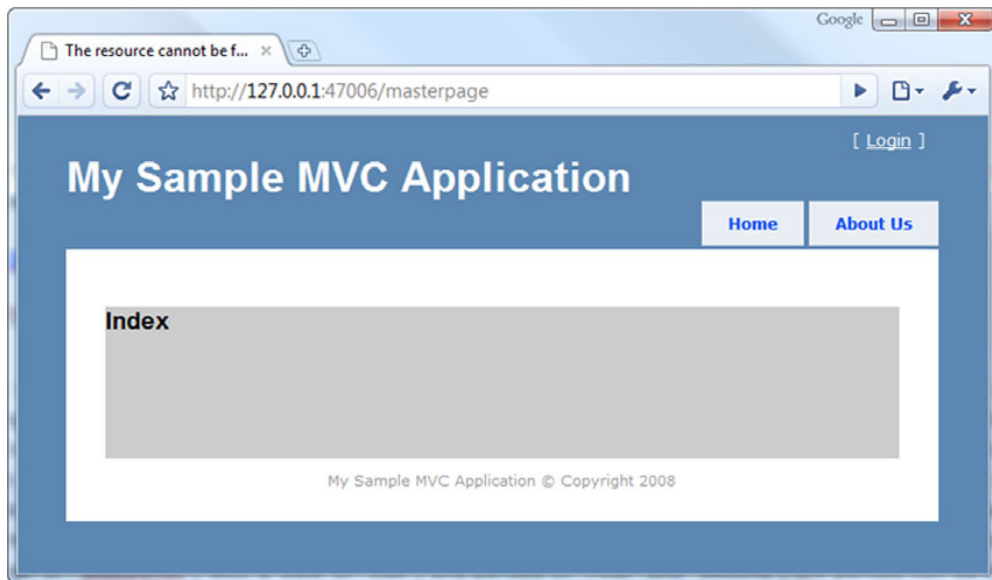 Google
The resource cannot be f...
http://127.0.0.1:47006/masterpage
[ Login ]
My Sample MVC Application
Home
About Us
Index
My Sample MVC Application © Copyright 2008